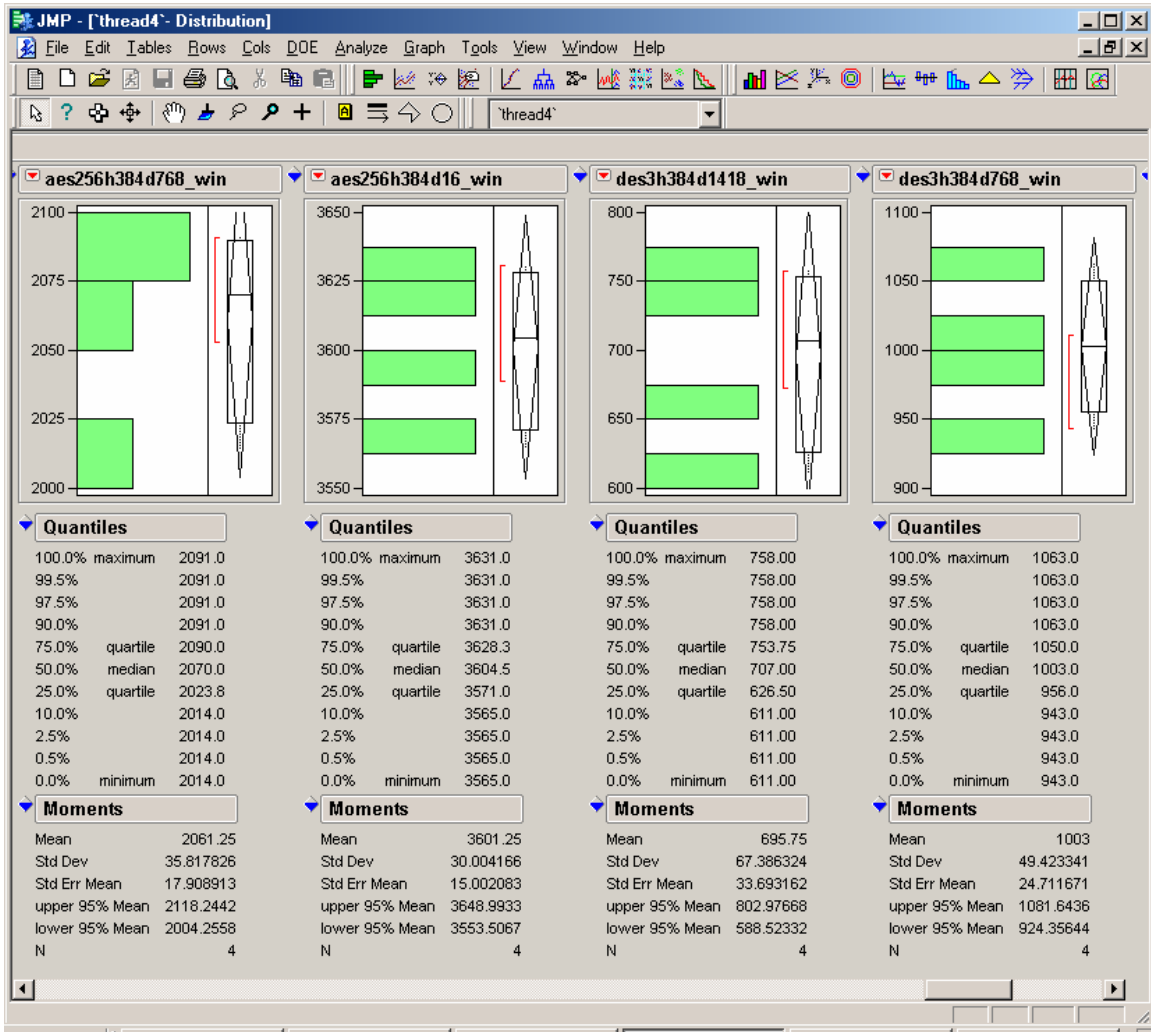 JMP - [`thread4`- Distribution]
File Edit Tables Rows Cols DOE Analyze Graph Tools View Window Help
? A `thread4`
aes256h384d768_win
2100
2075
2050
2025
2000
Quantiles
100.0% maximum 2091.0
99.5% 2091.0
97.5% 2091.0
90.0% 2091.0
75.0% quartile 2090.0
50.0% median 2070.0
25.0% quartile 2023.8
10.0% 2014.0
2.5% 2014.0
0.5% 2014.0
0.0% minimum 2014.0
Moments
Mean 2061.25
Std Dev 35.817826
Std Err Mean 17.908913
upper 95% Mean 2118.2442
lower 95% Mean 2004.2558
N 4
aes256h384d16_win
3650
3625
3600
3575
3550
Quantiles
100.0% maximum 3631.0
99.5% 3631.0
97.5% 3631.0
90.0% 3631.0
75.0% quartile 3628.3
50.0% median 3604.5
25.0% quartile 3571.0
10.0% 3565.0
2.5% 3565.0
0.5% 3565.0
0.0% minimum 3565.0
Moments
Mean 3601.25
Std Dev 30.004166
Std Err Mean 15.002083
upper 95% Mean 3648.9933
lower 95% Mean 3553.5067
N 4
des3h384d1418_win
800
750
700
650
600
Quantiles
100.0% maximum 758.00
99.5% 758.00
97.5% 758.00
90.0% 758.00
75.0% quartile 753.75
50.0% median 707.00
25.0% quartile 626.50
10.0% 611.00
2.5% 611.00
0.5% 611.00
0.0% minimum 611.00
Moments
Mean 695.75
Std Dev 67.386324
Std Err Mean 33.693162
upper 95% Mean 802.97668
lower 95% Mean 588.52332
N 4
des3h384d768_win
1100
1050
1000
950
900
Quantiles
100.0% maximum 1063.0
99.5% 1063.0
97.5% 1063.0
90.0% 1063.0
75.0% quartile 1050.0
50.0% median 1003.0
25.0% quartile 956.0
10.0% 943.0
2.5% 943.0
0.5% 943.0
0.0% minimum 943.0
Moments
Mean 1003
Std Dev 49.423341
Std Err Mean 24.711671
upper 95% Mean 1081.6436
lower 95% Mean 924.35644
N 4